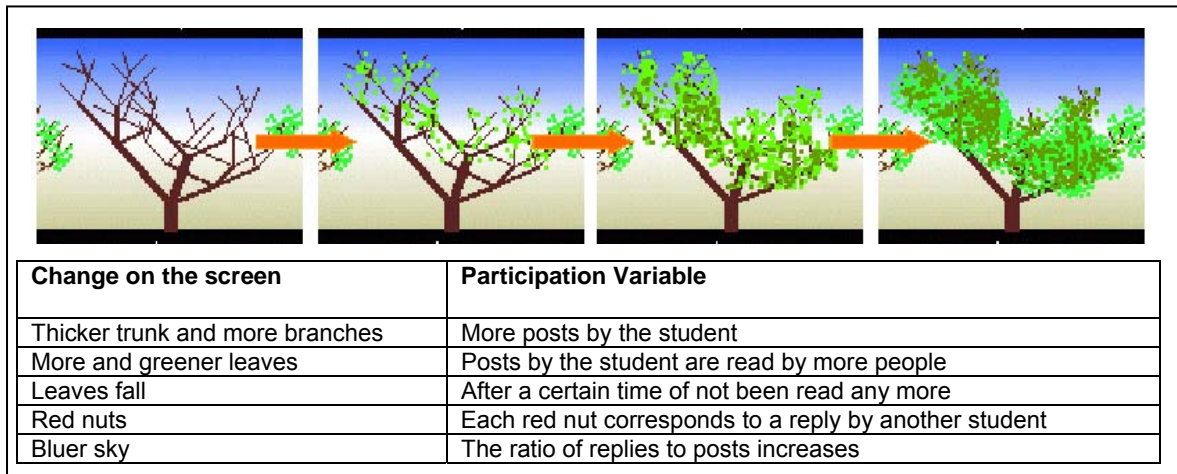 Change on the screen
Participation Variable
Thicker trunk and more branches
More posts by the student
More and greener leaves
Posts by the student are read by more people
Leaves fall
After a certain time of not been read any more
Red nuts
Each red nut corresponds to a reply by another student
Bluer sky
The ratio of replies to posts increases